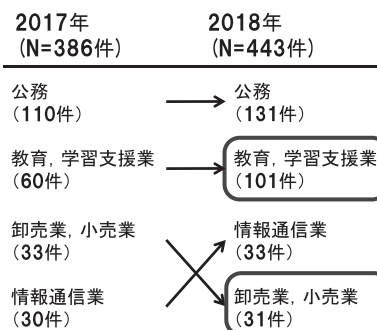 2017年 2018年
(N=386件) (N=443件)
公務 公務
(110件) (131件)
教育, 学習支援業 教育, 学習支援業
(60件) (101件)
卸売業, 小売業 情報通信業
(33件) (33件)
情報通信業 卸売業, 小売業
(30件) (31件)